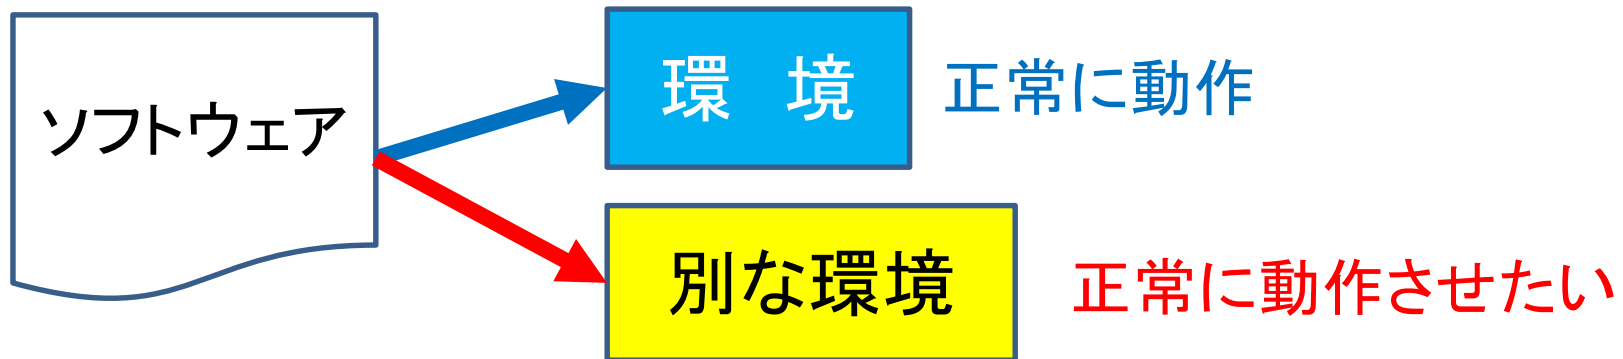 ソフトウェア
環　境
正常に動作
別な環境
正常に動作させたい